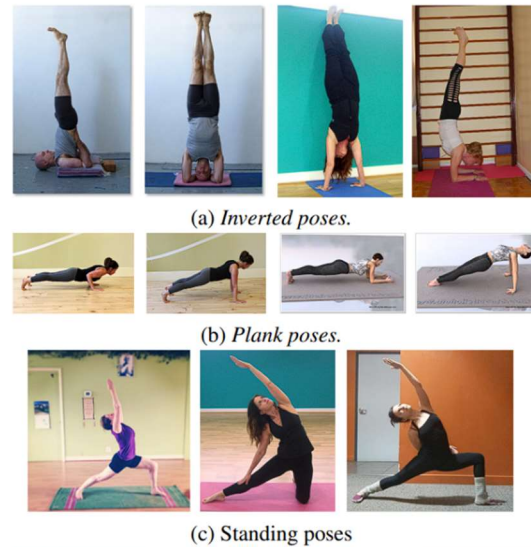 (a) Inverted poses.
(b) Plank poses.
(c) Standing poses